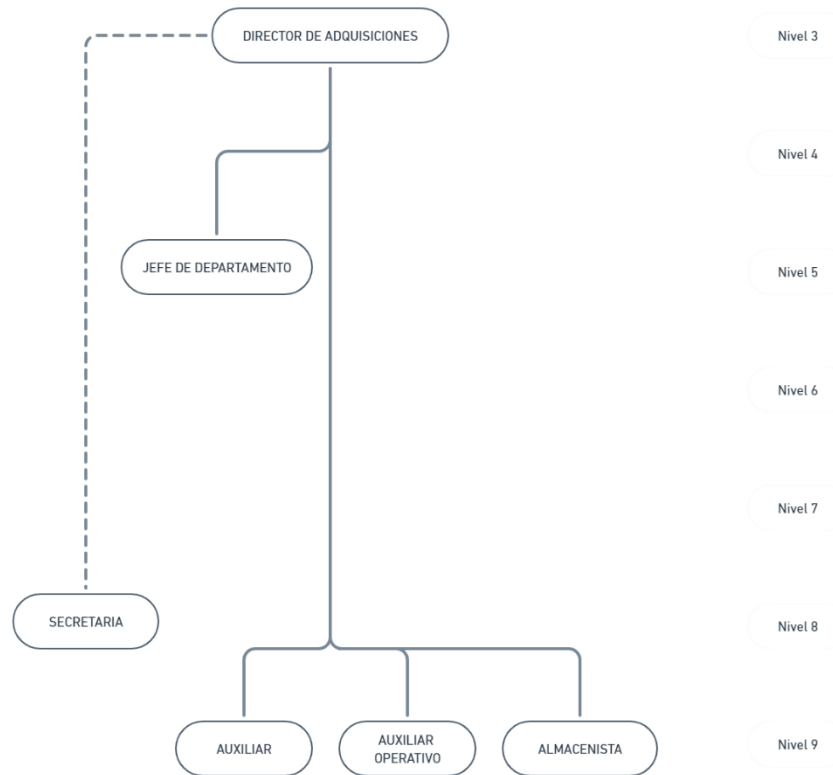 DIRECTOR DE ADQUISICIONES
Nivel 3
Nivel 4
JEFE DE DEPARTAMENTO
Nivel 5
Nivel 6
Nivel 7
SECRETARIA
Nivel 8
AUXILIAR
AUXILIAR
OPERATIVO
ALMACENISTA
Nivel 9